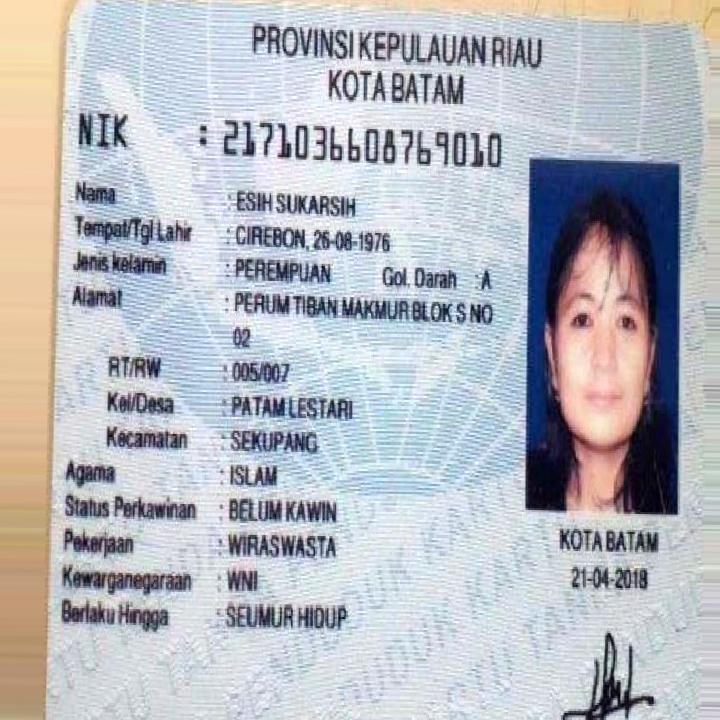 PROVINSI KEPULAUAN RIAU
KOTA BATAM
NIK : 2171036608769010
Nama : ESIH SUKARSIH
Tempat/Tgl Lahir : CIREBON, 26-08-1976
Jenis kelamin : PEREMPUAN Gol. Darah : A
Alamat : PERUM TIBAN MAKMUR BLOK S NO
02
RT/RW : 005/007
Kel/Desa : PATAM LESTARI
Kecamatan : SEKUPANG
Agama : ISLAM
Status Perkawinan : BELUM KAWIN
Pekerjaan : WIRASWASTA
Kewarganegaraan : WNI
Berlaku Hingga : SEUMUR HIDUP
KOTA BATAM
21-04-2018